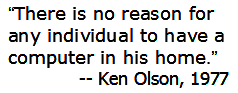 “There is no reason for
any individual to have a
computer in his home.”
-- Ken Olson, 1977